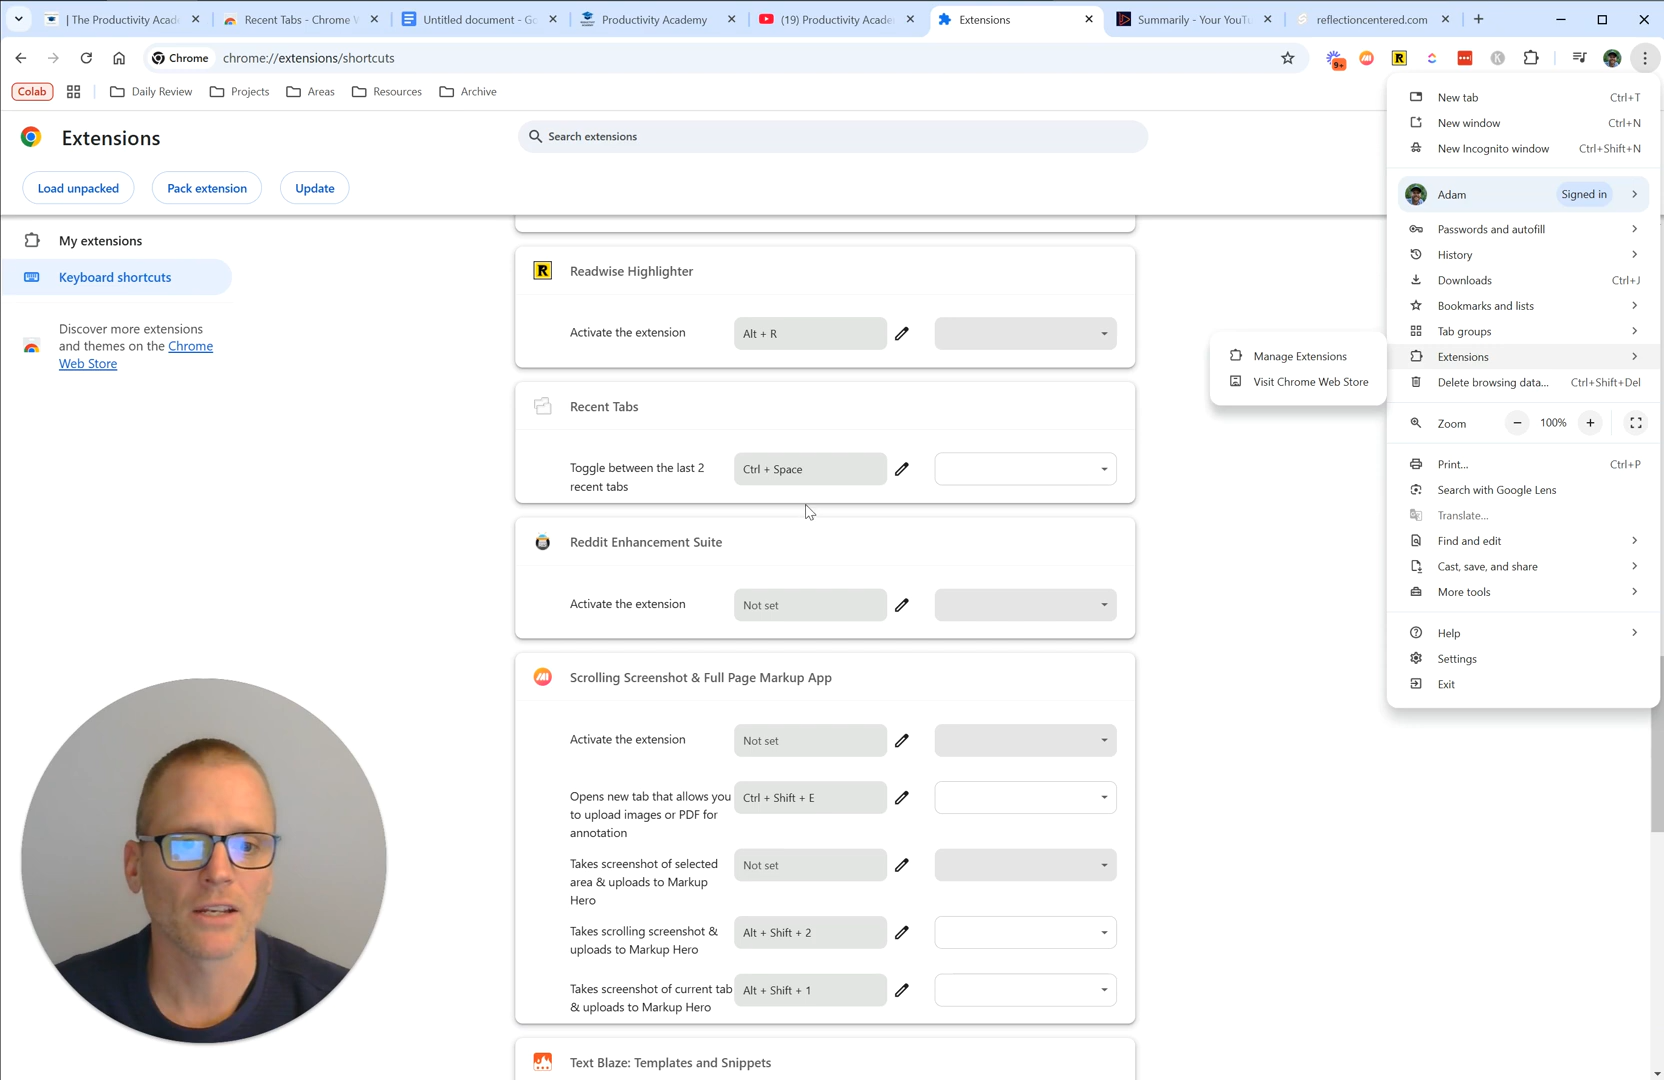 | The Productivity Acade
Recent Tabs - Chrome W
Untitled document - Go
Productivity Academy
(19) Productivity Acade
Extensions
Summarily - Your YouTu
reflectioncentered.com
Chrome
chrome://extensions/shortcuts
R
9+
K
Colab
Daily Review
Projects
Areas
Resources
Archive
Extensions
Search extensions
Load unpacked
Pack extension
Update
My extensions
Keyboard shortcuts
Discover more extensions
and themes on the Chrome
Web Store
R
Readwise Highlighter
Activate the extension
Alt + R
Recent Tabs
Toggle between the last 2
recent tabs
Ctrl + Space
Reddit Enhancement Suite
Activate the extension
Not set
Scrolling Screenshot & Full Page Markup App
Activate the extension
Not set
Opens new tab that allows you
to upload images or PDF for
annotation
Ctrl + Shift + E
Takes screenshot of selected
area & uploads to Markup
Hero
Not set
Takes scrolling screenshot &
uploads to Markup Hero
Alt + Shift + 2
Takes screenshot of current tab
& uploads to Markup Hero
Alt + Shift + 1
Text Blaze: Templates and Snippets
New tab Ctrl+T
New window Ctrl+N
New Incognito window Ctrl+Shift+N
Adam Signed in
Passwords and autofill
History
Downloads Ctrl+J
Bookmarks and lists
Tab groups
Extensions
Manage Extensions
Visit Chrome Web Store
Delete browsing data... Ctrl+Shift+Del
Zoom 100%
Print... Ctrl+P
Search with Google Lens
Translate...
Find and edit
Cast, save, and share
More tools
Help
Settings
Exit